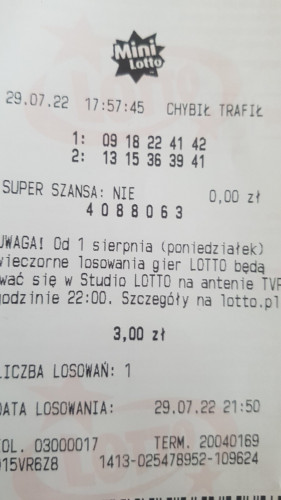 Mini
Lotto
29.07.22 17:57:45 CHYBIŁ TRAFIŁ
1: 09 18 22 41 42
2: 13 15 36 39 41
SUPER SZANSA: NIE 0,00 zł
4088063
UWAGA! Od 1 sierpnia (poniedziałek)
wieczorne losowania gier LOTTO będą
wać się w Studio LOTTO na antenie TVP
godzinie 22:00. Szczegóły na lotto.pl
3,00 zł
LICZBA LOSOWAŃ: 1
DATA LOSOWANIA: 29.07.22 21:50
KOL. 03000017 TERM. 20040169
015VR6Z8 1413-025478952-109624